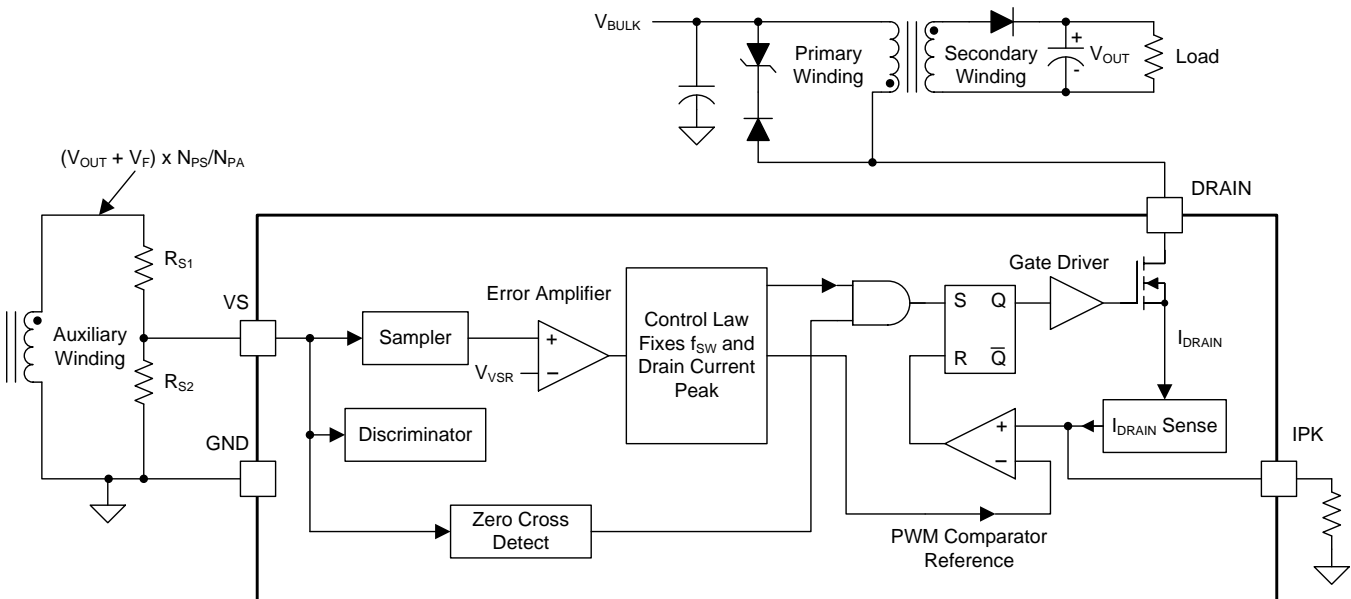 V_BULK
Primary
Winding
Secondary
Winding
+
V_OUT
-
Load
(V_OUT + V_F) x N_PS/N_PA
DRAIN
R_S1
Gate Driver
VS
Error Amplifier
Auxiliary
Winding
Sampler
+
V_VSR
−
Control Law
Fixes f_SW and
Drain Current
Peak
S Q
R Q̅
I_DRAIN
R_S2
GND
Discriminator
+
−
I_DRAIN Sense
IPK
Zero Cross
Detect
PWM Comparator
Reference